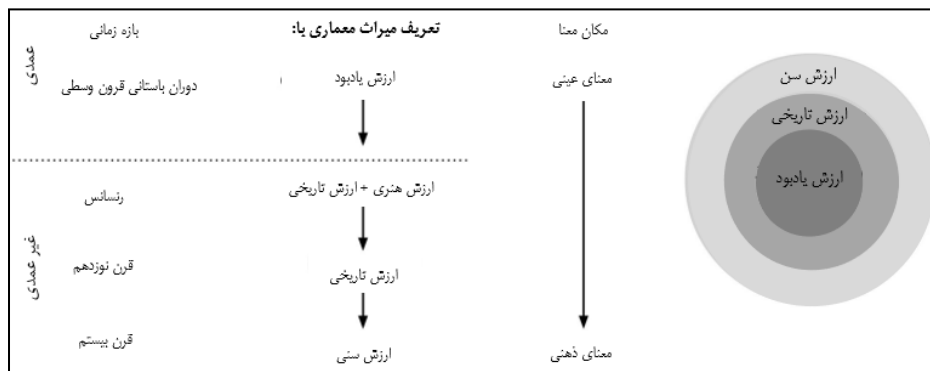 مکان معنا
تعریف میراث معماری با:
بازه زمانی
عمدی
معنای عینی
ارزش یادبود
دوران باستانی قرون وسطی
ارزش هنری + ارزش تاریخی
رنسانس
غیر عمدی
ارزش تاریخی
قرن نوزدهم
معنای ذهنی
ارزش سنی
قرن بیستم
ارزش سن
ارزش تاریخی
ارزش یادبود